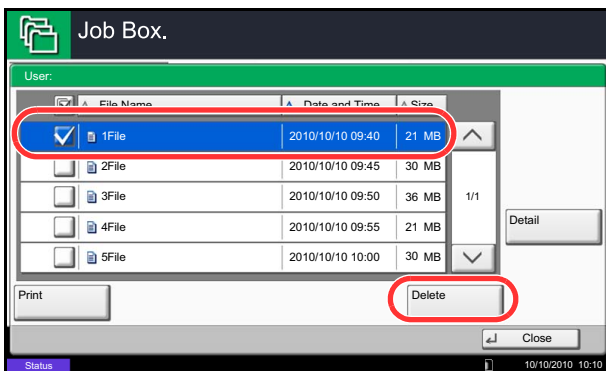 Job Box.
User:
File Name Date and Time Size
1File 2010/10/10 09:40 21 MB
2File 2010/10/10 09:45 30 MB
3File 2010/10/10 09:50 36 MB
1/1
4File 2010/10/10 09:55 21 MB
Detail
5File 2010/10/10 10:00 30 MB
Print Delete
Close
Status 10/10/2010 10:10